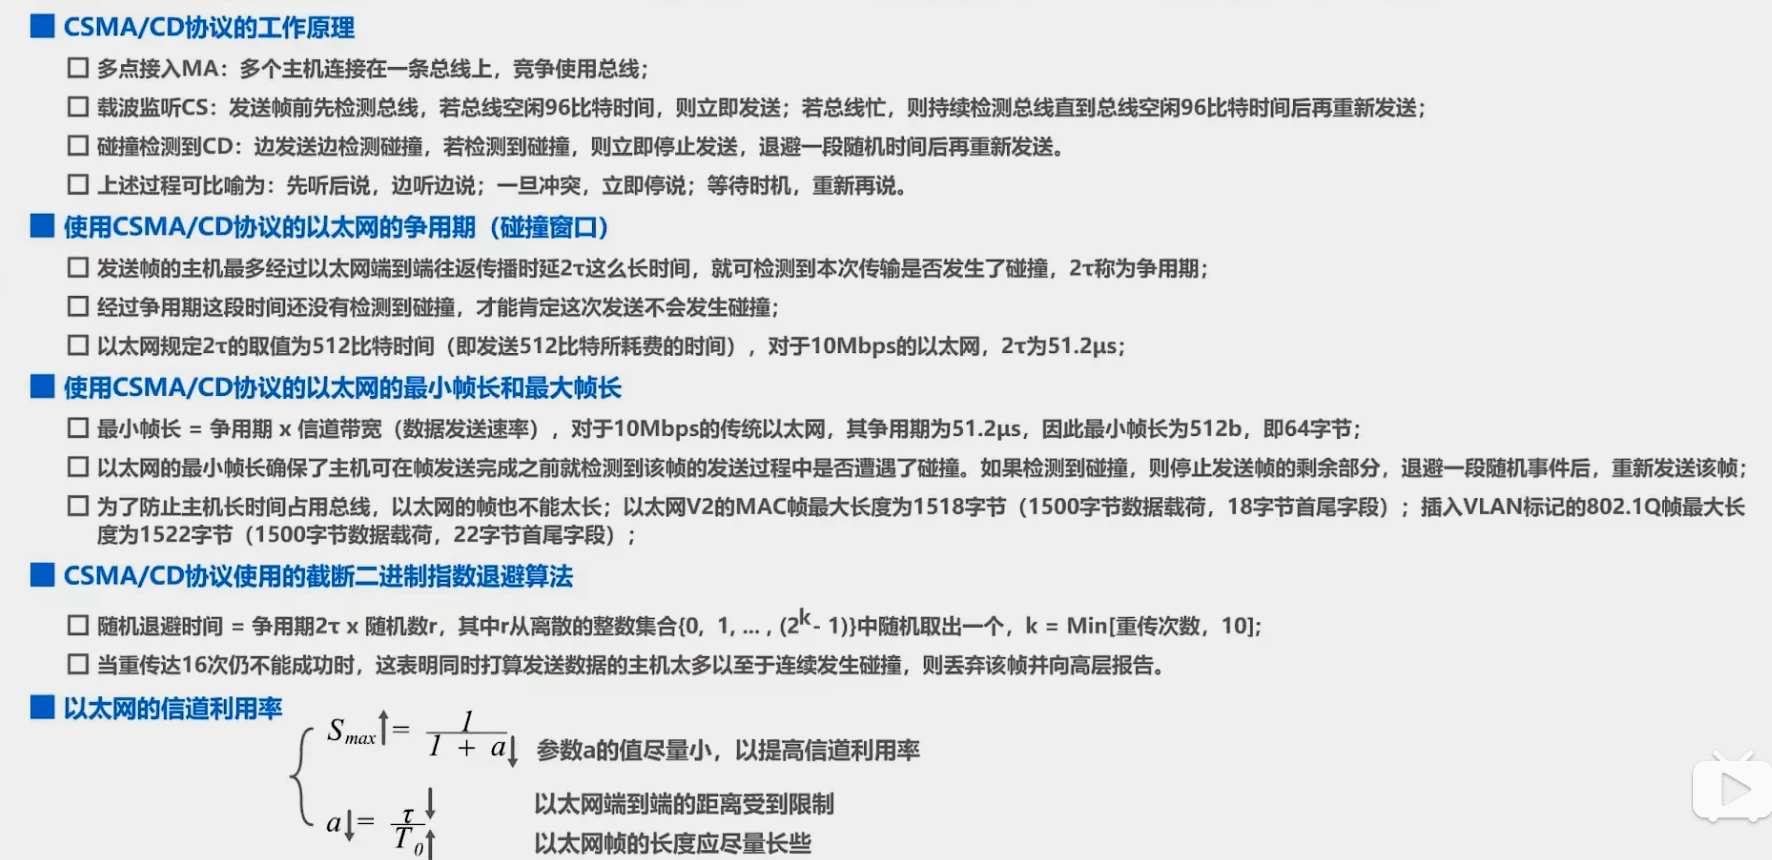 CSMA/CD协议的工作原理
多点接入MA：多个主机连接在一条总线上，竞争使用总线；
载波监听CS：发送帧前先检测总线，若总线空闲96比特时间，则立即发送；若总线忙，则持续检测总线直到总线空闲96比特时间后再重新发送；
碰撞检测到CD：边发送边检测碰撞，若检测到碰撞，则立即停止发送，退避一段随机时间后再重新发送。
上述过程可比喻为：先听后说，边听边说；一旦冲突，立即停说；等待时机，重新再说。
使用CSMA/CD协议的以太网的争用期（碰撞窗口）
发送帧的主机最多经过以太网端到端往返传播时延2τ这么长时间，就可检测到本次传输是否发生了碰撞，2τ称为争用期；
经过争用期这段时间还没有检测到碰撞，才能肯定这次发送不会发生碰撞；
以太网规定2τ的取值为512比特时间（即发送512比特所耗费的时间），对于10Mbps的以太网，2τ为51.2μs；
使用CSMA/CD协议的以太网的最小帧长和最大帧长
最小帧长 = 争用期 x 信道带宽（数据发送速率），对于10Mbps的传统以太网，其争用期为51.2μs，因此最小帧长为512b，即64字节；
以太网的最小帧长确保了主机可在帧发送完成之前就检测到该帧的发送过程中是否遭遇了碰撞。如果检测到碰撞，则停止发送帧的剩余部分，退避一段随机事件后，重新发送该帧；
为了防止主机长时间占用总线，以太网的帧也不能太长；以太网V2的MAC帧最大长度为1518字节（1500字节数据载荷，18字节首尾字段）；插入VLAN标记的802.1Q帧最大长
度为1522字节（1500字节数据载荷，22字节首尾字段）；
CSMA/CD协议使用的截断二进制指数退避算法
随机退避时间 = 争用期2τ x 随机数r，其中r从离散的整数集合{0，1, ... , (2^k - 1)}中随机取出一个，k = Min[重传次数，10]；
当重传达16次仍不能成功时，这表明同时打算发送数据的主机太多以至于连续发生碰撞，则丢弃该帧并向高层报告。
以太网的信道利用率
S_max↑ = 1 / (1 + a↓) 参数a的值尽量小，以提高信道利用率
以太网端到端的距离受到限制
a↓ = τ↓ / T_0↑
以太网帧的长度应尽量长些